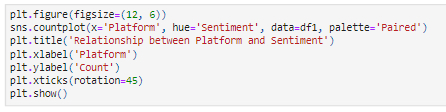 plt.figure(figsize=(12, 6))
sns.countplot(x='Platform', hue='Sentiment', data=df1, palette='Paired')
plt.title('Relationship between Platform and Sentiment')
plt.xlabel('Platform')
plt.ylabel('Count')
plt.xticks(rotation=45)
plt.show()